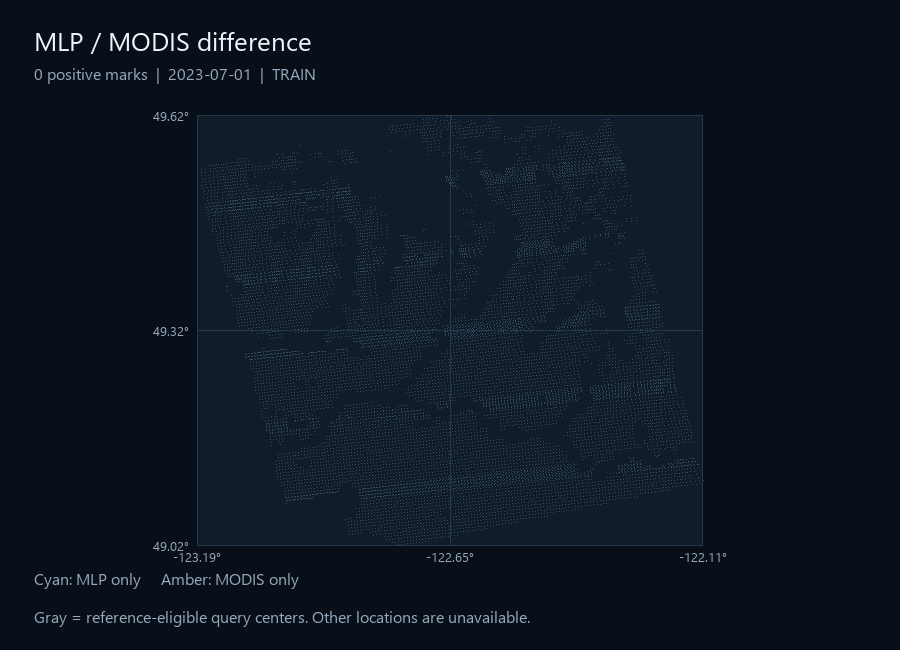 MLP / MODIS difference
0 positive marks | 2023-07-01 | TRAIN
49.62°
49.32°
49.02°
-123.19° -122.65° -122.11°
Cyan: MLP only Amber: MODIS only
Gray = reference-eligible query centers. Other locations are unavailable.